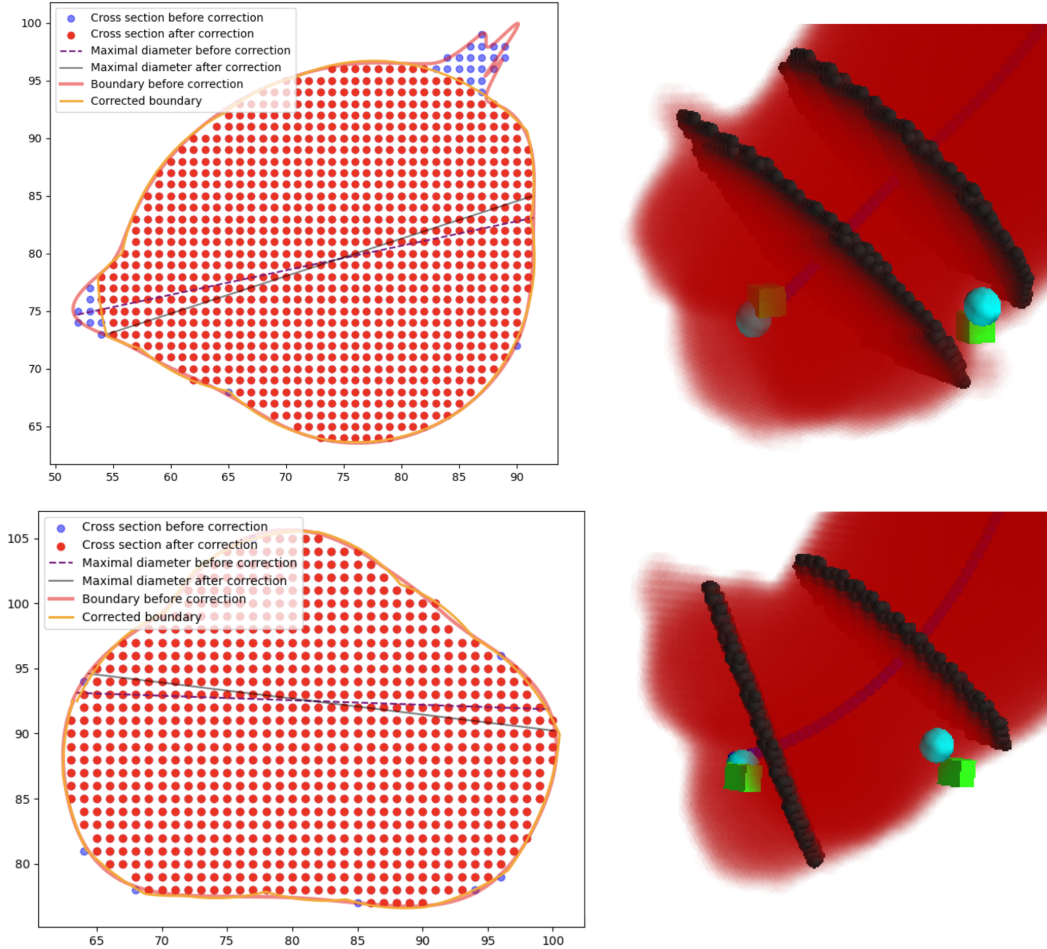 Cross section before correction
Cross section after correction
Maximal diameter before correction
Maximal diameter after correction
Boundary before correction
Corrected boundary
100
95
90
85
80
75
70
65
50 55 60 65 70 75 80 85 90
Cross section before correction
Cross section after correction
Maximal diameter before correction
Maximal diameter after correction
Boundary before correction
Corrected boundary
105
100
95
90
85
80
65 70 75 80 85 90 95 100